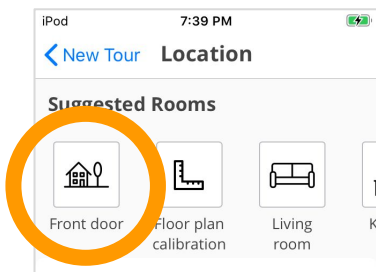 iPod 7:39 PM
New Tour Location
Suggested Rooms
Front door Floor plan calibration Living room K